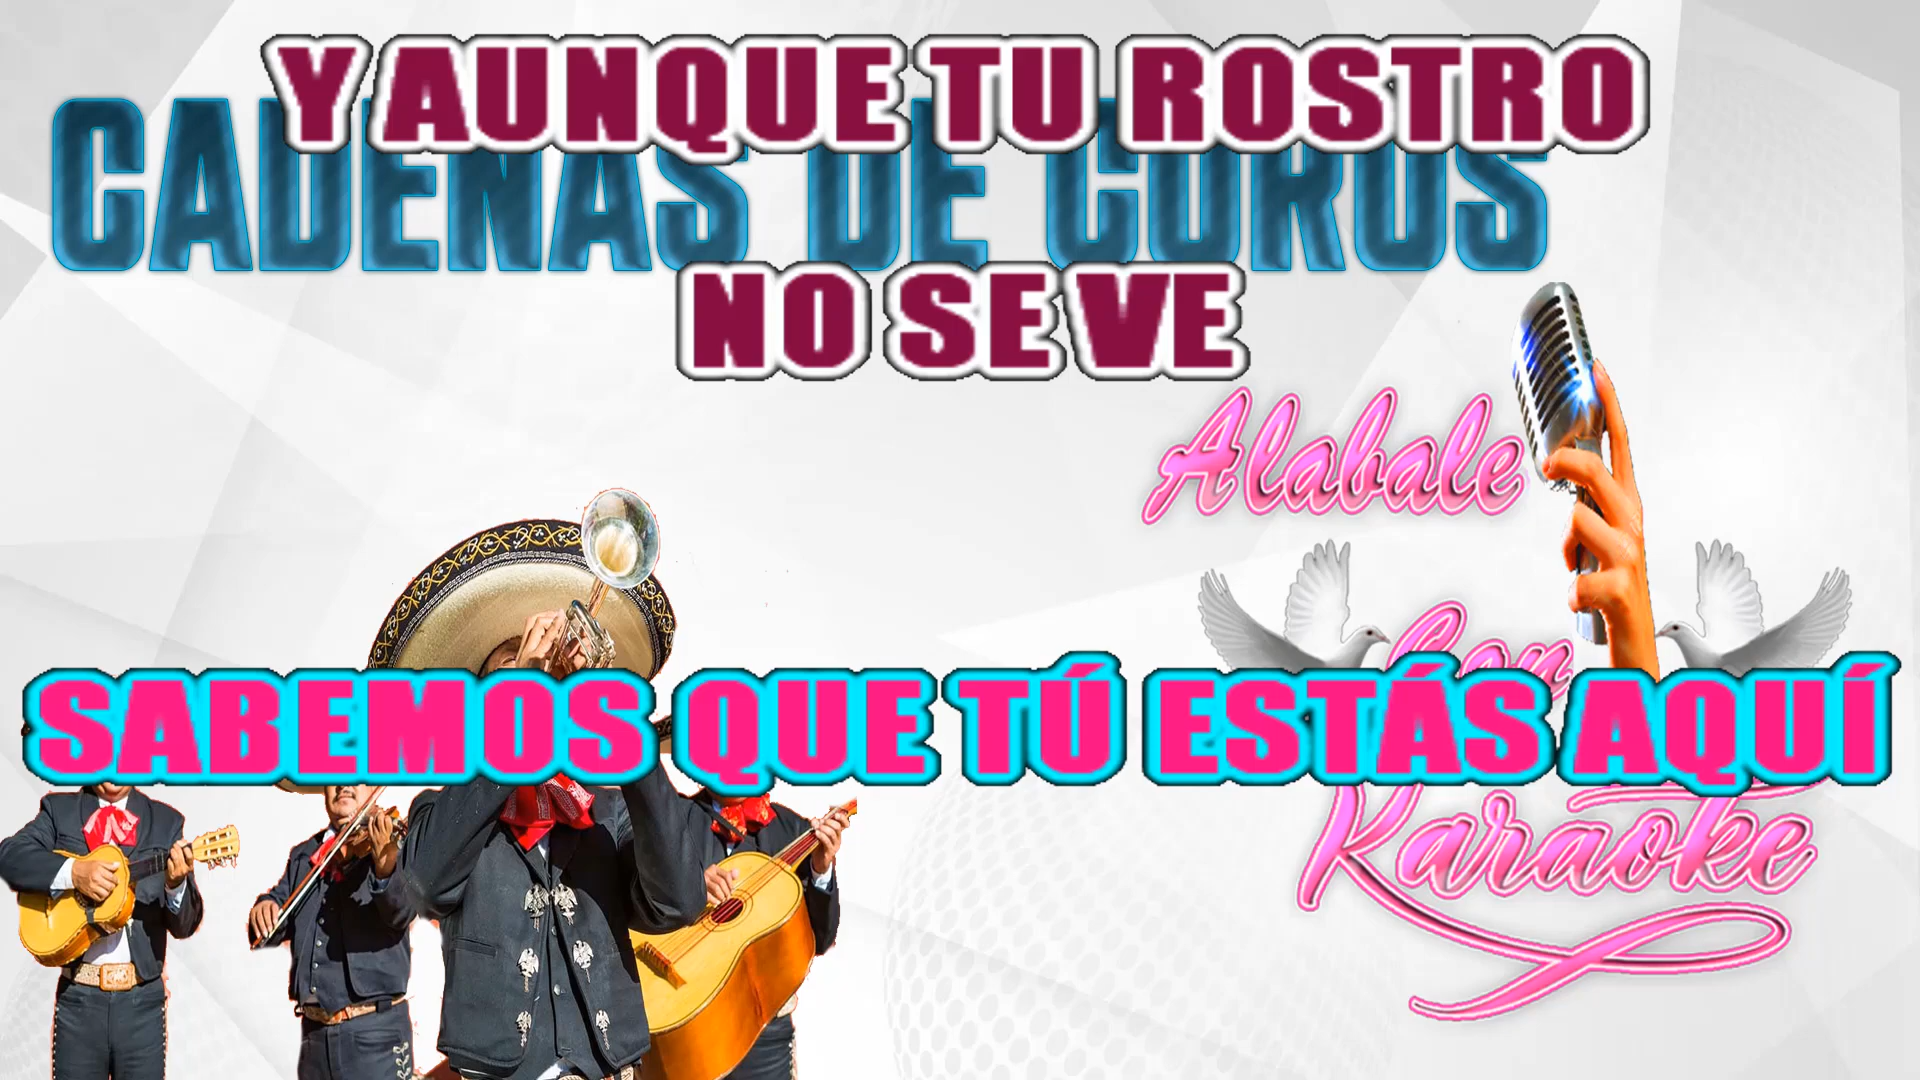 Y AUNQUE TU ROSTRO
CADENAS DE COROS
NO SE VE
Alabale
Con
SABEMOS QUE TÚ ESTÁS AQUÍ
Karaoke